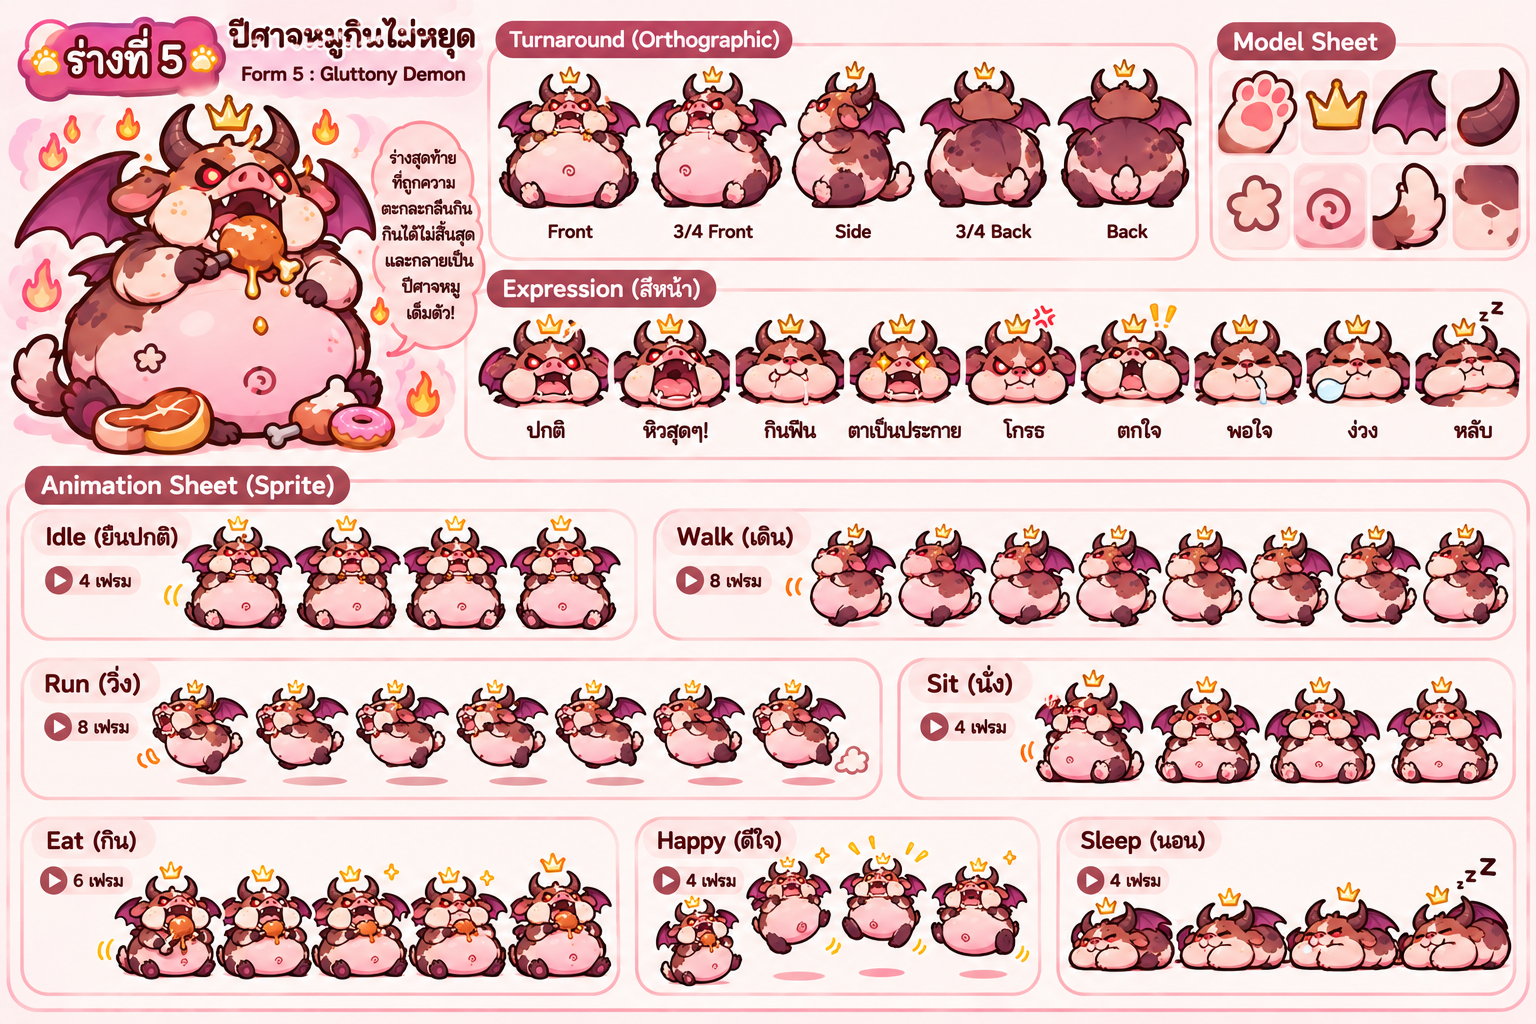 ร่างที่ 5
ปีศาจหมูกินไม่หยุด
Form 5 : Gluttony Demon
ร่างสุดท้าย
ที่ถูกความ
ตะกละกลืนกิน
กินได้ไม่สิ้นสุด
และกลายเป็น
ปีศาจหมู
เต็มตัว!
Turnaround (Orthographic)
Front
3/4 Front
Side
3/4 Back
Back
Model Sheet
Expression (สีหน้า)
ปกติ
หิวสุดๆ!
กินฟิน
ตาเป็นประกาย
โกรธ
ตกใจ
พอใจ
ง่วง
หลับ
z Z
Animation Sheet (Sprite)
Idle (ยืนปกติ)
4 เฟรม
Walk (เดิน)
8 เฟรม
Run (วิ่ง)
8 เฟรม
Sit (นั่ง)
4 เฟรม
Eat (กิน)
6 เฟรม
Happy (ดีใจ)
4 เฟรม
Sleep (นอน)
4 เฟรม
z z Z